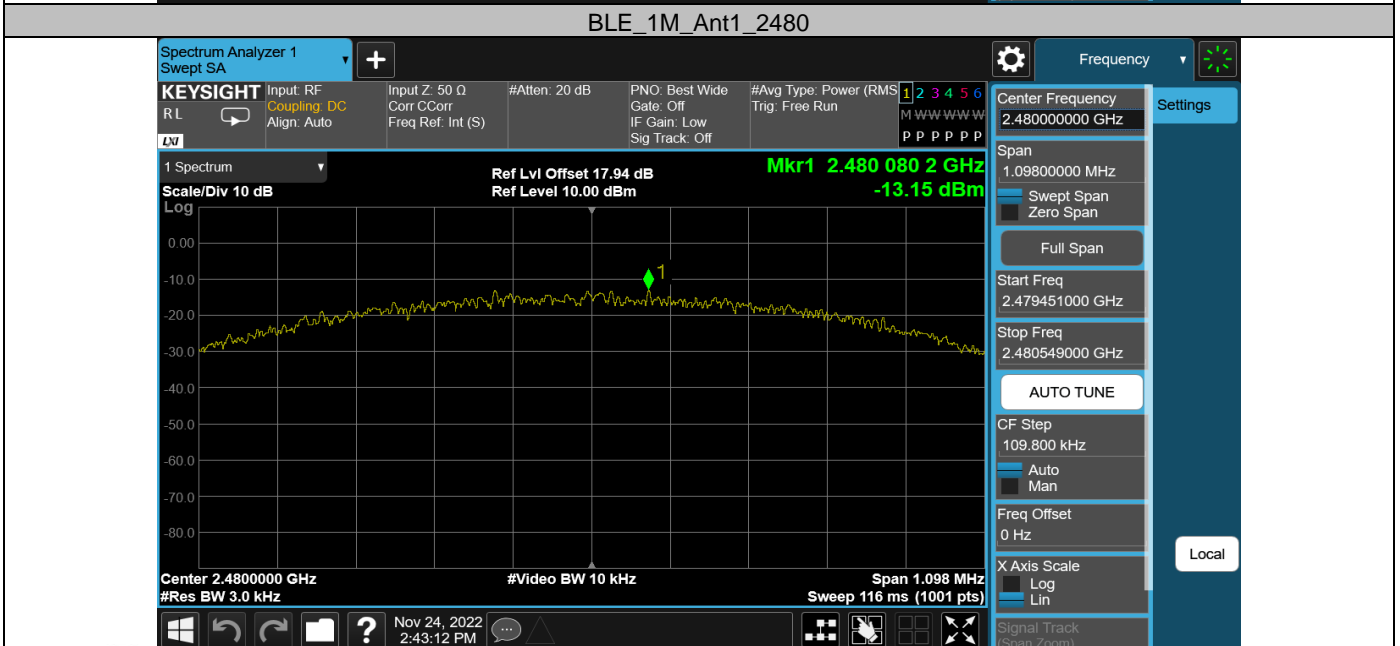 BLE_1M_Ant1_2480
Spectrum Analyzer 1
Swept SA
Frequency
KEYSIGHT
RL
LXI
Input: RF
Coupling: DC
Align: Auto
Input Z: 50 Ω
Corr CCorr
Freq Ref: Int (S)
#Atten: 20 dB
PNO: Best Wide
Gate: Off
IF Gain: Low
Sig Track: Off
#Avg Type: Power (RMS
Trig: Free Run
1 2 3 4 5 6
M W W W W W
P P P P P P
1 Spectrum
Scale/Div 10 dB
Log
Ref Lvl Offset 17.94 dB
Ref Level 10.00 dBm
Mkr1 2.480 080 2 GHz
-13.15 dBm
1
0.00
-10.0
-20.0
-30.0
-40.0
-50.0
-60.0
-70.0
-80.0
Center 2.4800000 GHz
#Res BW 3.0 kHz
#Video BW 10 kHz
Span 1.098 MHz
Sweep 116 ms (1001 pts)
?
Nov 24, 2022
2:43:12 PM
Center Frequency
2.480000000 GHz
Settings
Span
1.09800000 MHz
Swept Span
Zero Span
Full Span
Start Freq
2.479451000 GHz
Stop Freq
2.480549000 GHz
AUTO TUNE
CF Step
109.800 kHz
Auto
Man
Freq Offset
0 Hz
Local
X Axis Scale
Log
Lin
Signal Track
(Span Zoom)